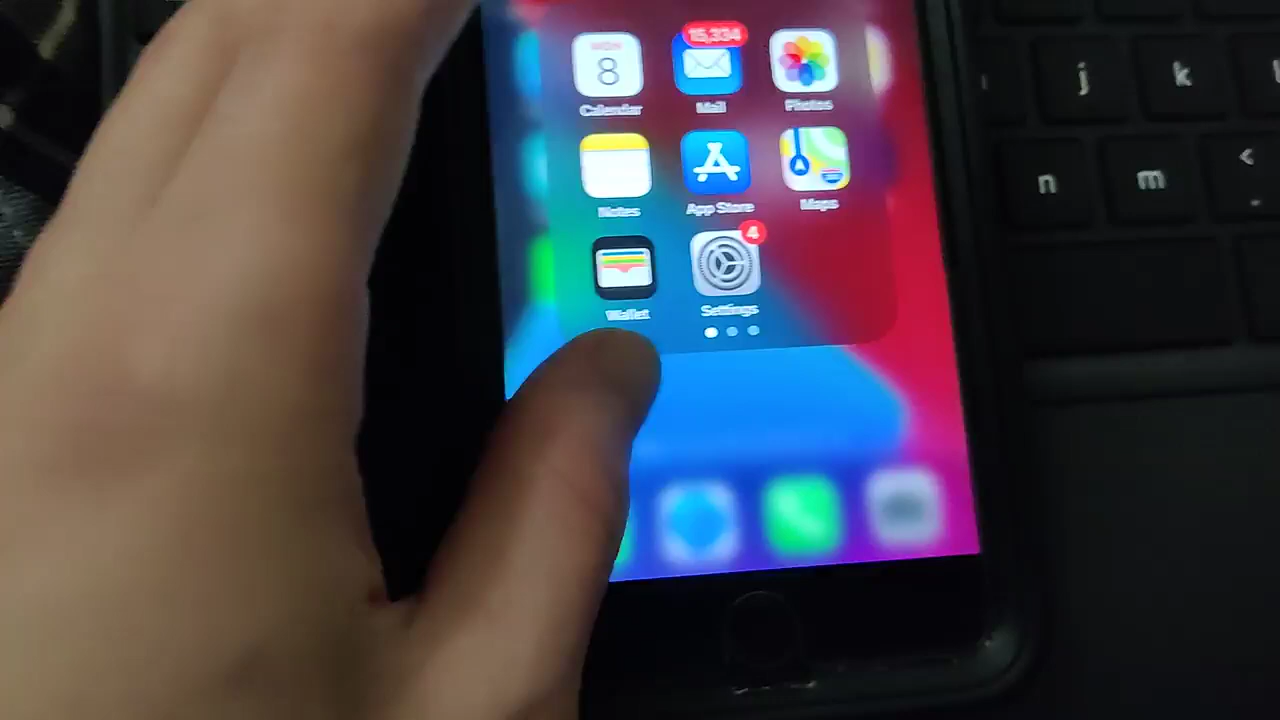 MON
8
15,334
Calendar
Mail
Photos
Notes
App Store
Maps
4
Wallet
Settings
j
k
n
m
<